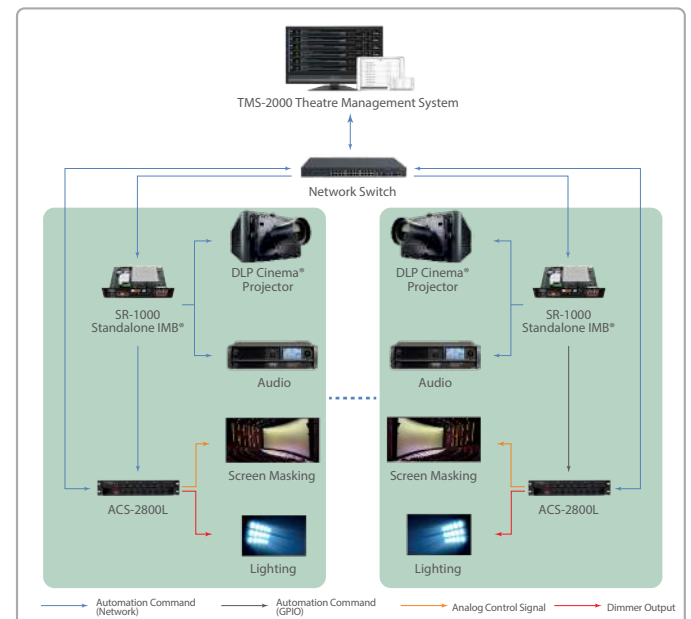 TMS-2000 Theatre Management System
Network Switch
DLP Cinema®
Projector
SR-1000
Standalone IMB®
Audio
Screen Masking
ACS-2800L
Lighting
DLP Cinema®
Projector
SR-1000
Standalone IMB®
Audio
Screen Masking
ACS-2800L
Lighting
Automation Command
(Network)
Automation Command
(GPIO)
Analog Control Signal
Dimmer Output